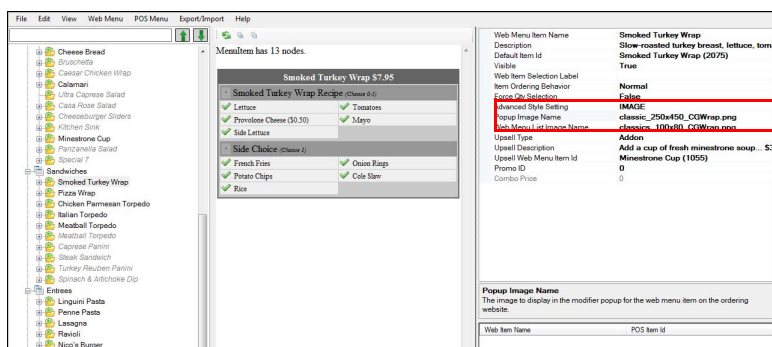 File Edit View Web Menu POS Menu Export/Import Help
Cheese Bread
Bruschetta
Caesar Chicken Wrap
Calamari
Ultra Caprese Salad
Casa Rose Salad
Cheeseburger Sliders
Kitchen Sink
Minestrone Cup
Panzanella Salad
Special 7
Sandwiches
Smoked Turkey Wrap
Pizza Wrap
Chicken Parmesan Torpedo
Italian Torpedo
Meatball Torpedo
Meatball Torpedo
Caprese Panini
Steak Sandwich
Turkey Reuben Panini
Spinach & Artichoke Dip
Entrees
Linguini Pasta
Penne Pasta
Lasagna
Ravioli
Nico's Burger
MenuItem has 13 nodes.
Smoked Turkey Wrap $7.95
- Smoked Turkey Wrap Recipe (Choose 0-5)
Lettuce Tomatoes
Provolone Cheese ($0.50) Mayo
Side Lettuce
- Side Choice (Choose 1)
French Fries Onion Rings
Potato Chips Cole Slaw
Rice
Web Menu Item Name Smoked Turkey Wrap
Description Slow-roasted turkey breast, lettuce, tom
Default Item Id Smoked Turkey Wrap (2075)
Visible True
Web Item Selection Label
Item Ordering Behavior Normal
Force Qty Selection False
Advanced Style Setting IMAGE
Popup Image Name classic_250x450_CGWrap.png
Web Menu List Image Name classics_100x80_CGWrap.png
Upsell Type Addon
Upsell Description Add a cup of fresh minestrone soup... $3
Upsell Web Menu Item Id Minestrone Cup (1055)
Promo ID 0
Combo Price 0
Popup Image Name
The image to display in the modifier popup for the web menu item on the ordering
website.
Web Item Name POS Item Id